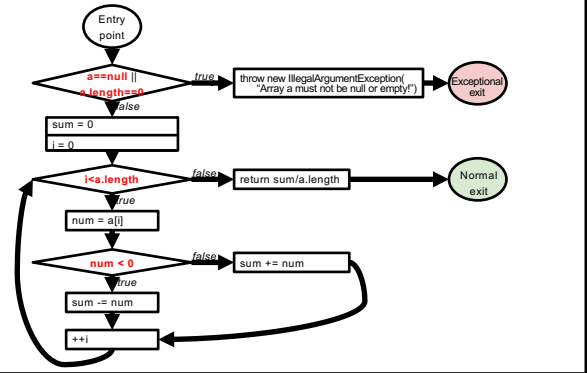 Entry
point
a==null ||
a.length==0
true
throw new IllegalArgumentException(
"Array a must not be null or empty!")
Exceptional
exit
false
sum = 0
i = 0
i<a.length
false
return sum/a.length
Normal
exit
true
num = a[i]
num < 0
false
sum += num
true
sum -= num
++i